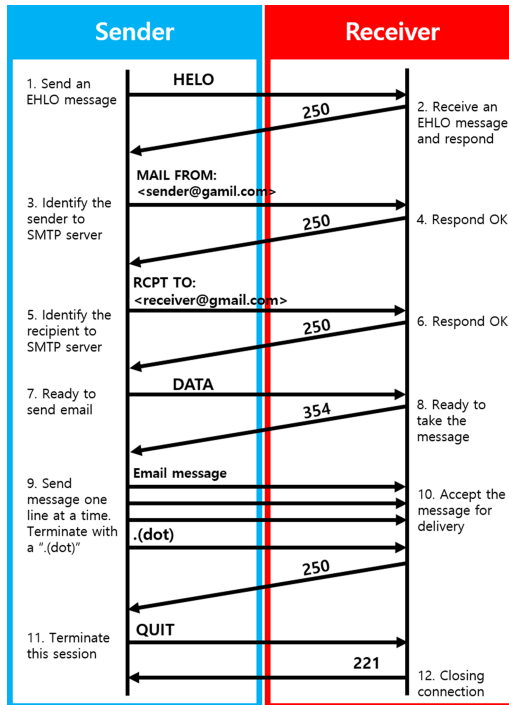 Sender
Receiver
1. Send an
EHLO message
HELO
250
2. Receive an
EHLO message
and respond
MAIL FROM:
<sender@gamil.com>
3. Identify the
sender to
SMTP server
250
4. Respond OK
RCPT TO:
<receiver@gmail.com>
5. Identify the
recipient to
SMTP server
250
6. Respond OK
7. Ready to
send email
DATA
354
8. Ready to
take the
message
Email message
9. Send
message one
line at a time.
Terminate with
a “.(dot)”
10. Accept the
message for
delivery
.(dot)
250
11. Terminate
this session
QUIT
221
12. Closing
connection